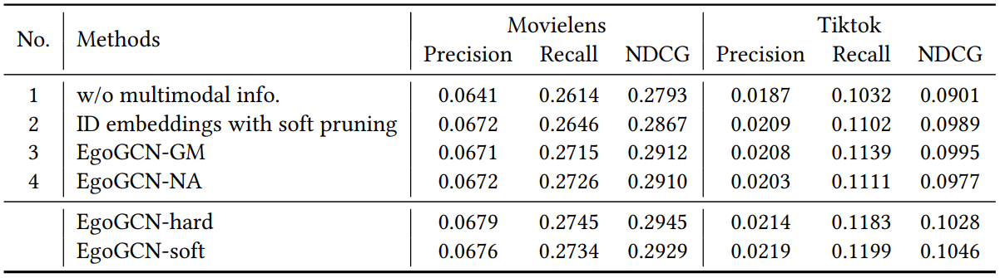 No. Methods Movielens Tiktok
Precision Recall NDCG Precision Recall NDCG
1 w/o multimodal info. 0.0641 0.2614 0.2793 0.0187 0.1032 0.0901
2 ID embeddings with soft pruning 0.0672 0.2646 0.2867 0.0209 0.1102 0.0989
3 EgoGCN-GM 0.0671 0.2715 0.2912 0.0208 0.1139 0.0995
4 EgoGCN-NA 0.0672 0.2726 0.2910 0.0203 0.1111 0.0977
EgoGCN-hard 0.0679 0.2745 0.2945 0.0214 0.1183 0.1028
EgoGCN-soft 0.0676 0.2734 0.2929 0.0219 0.1199 0.1046